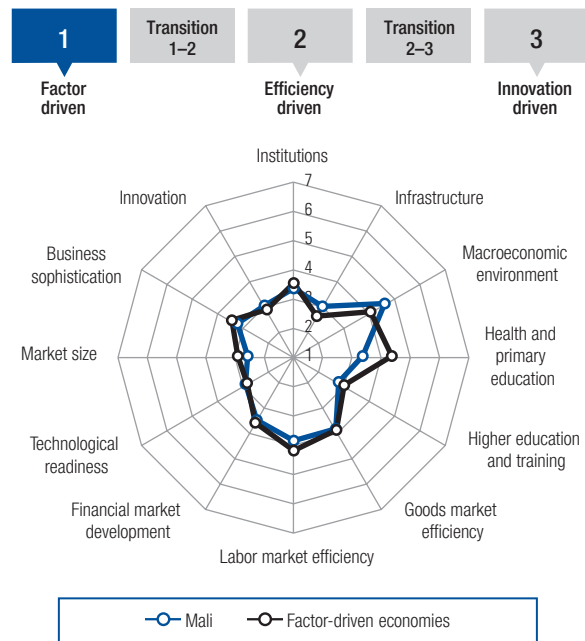 1
Transition
1–2
2
Transition
2–3
3
Factor
driven
Efficiency
driven
Innovation
driven
Institutions
Infrastructure
Macroeconomic
environment
Health and
primary
education
Higher education
and training
Goods market
efficiency
Labor market efficiency
Financial market
development
Technological
readiness
Market size
Business
sophistication
Innovation
7
6
5
4
3
2
1
Mali
Factor-driven economies